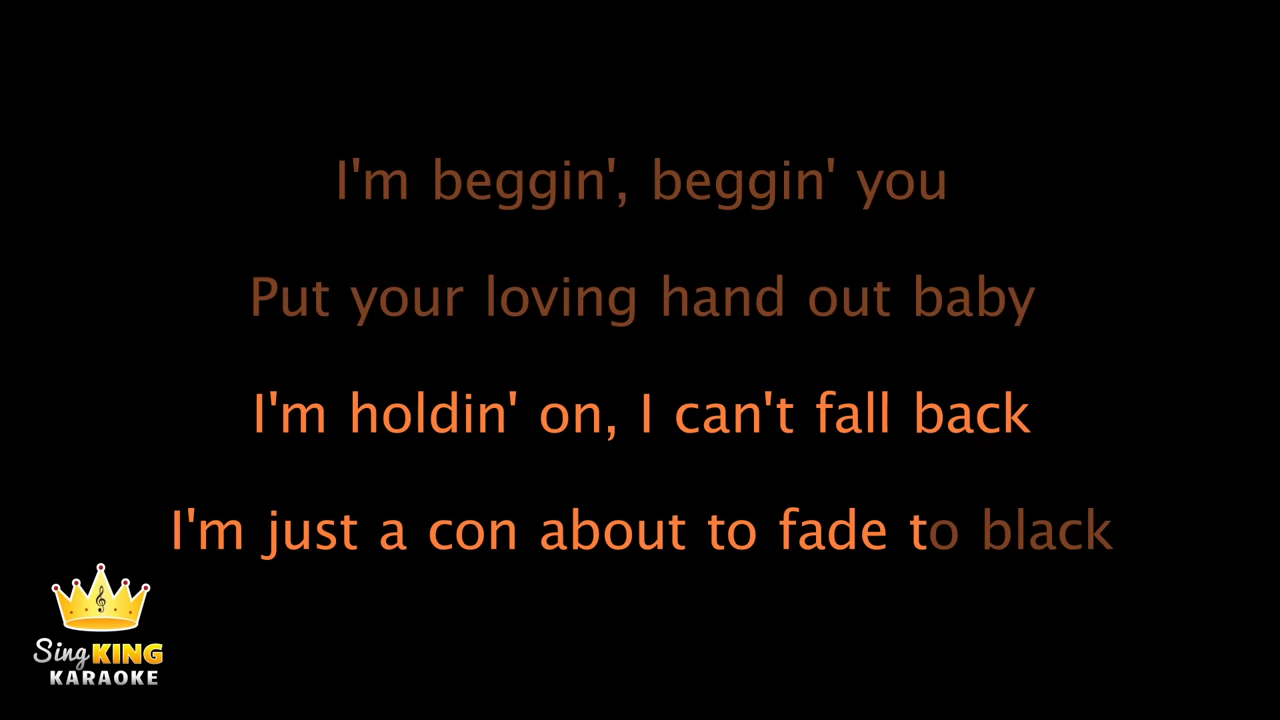 I'm beggin', beggin' you
Put your loving hand out baby
I'm holdin' on, I can't fall back
I'm just a con about to fade to black
Sing KING
KARAOKE